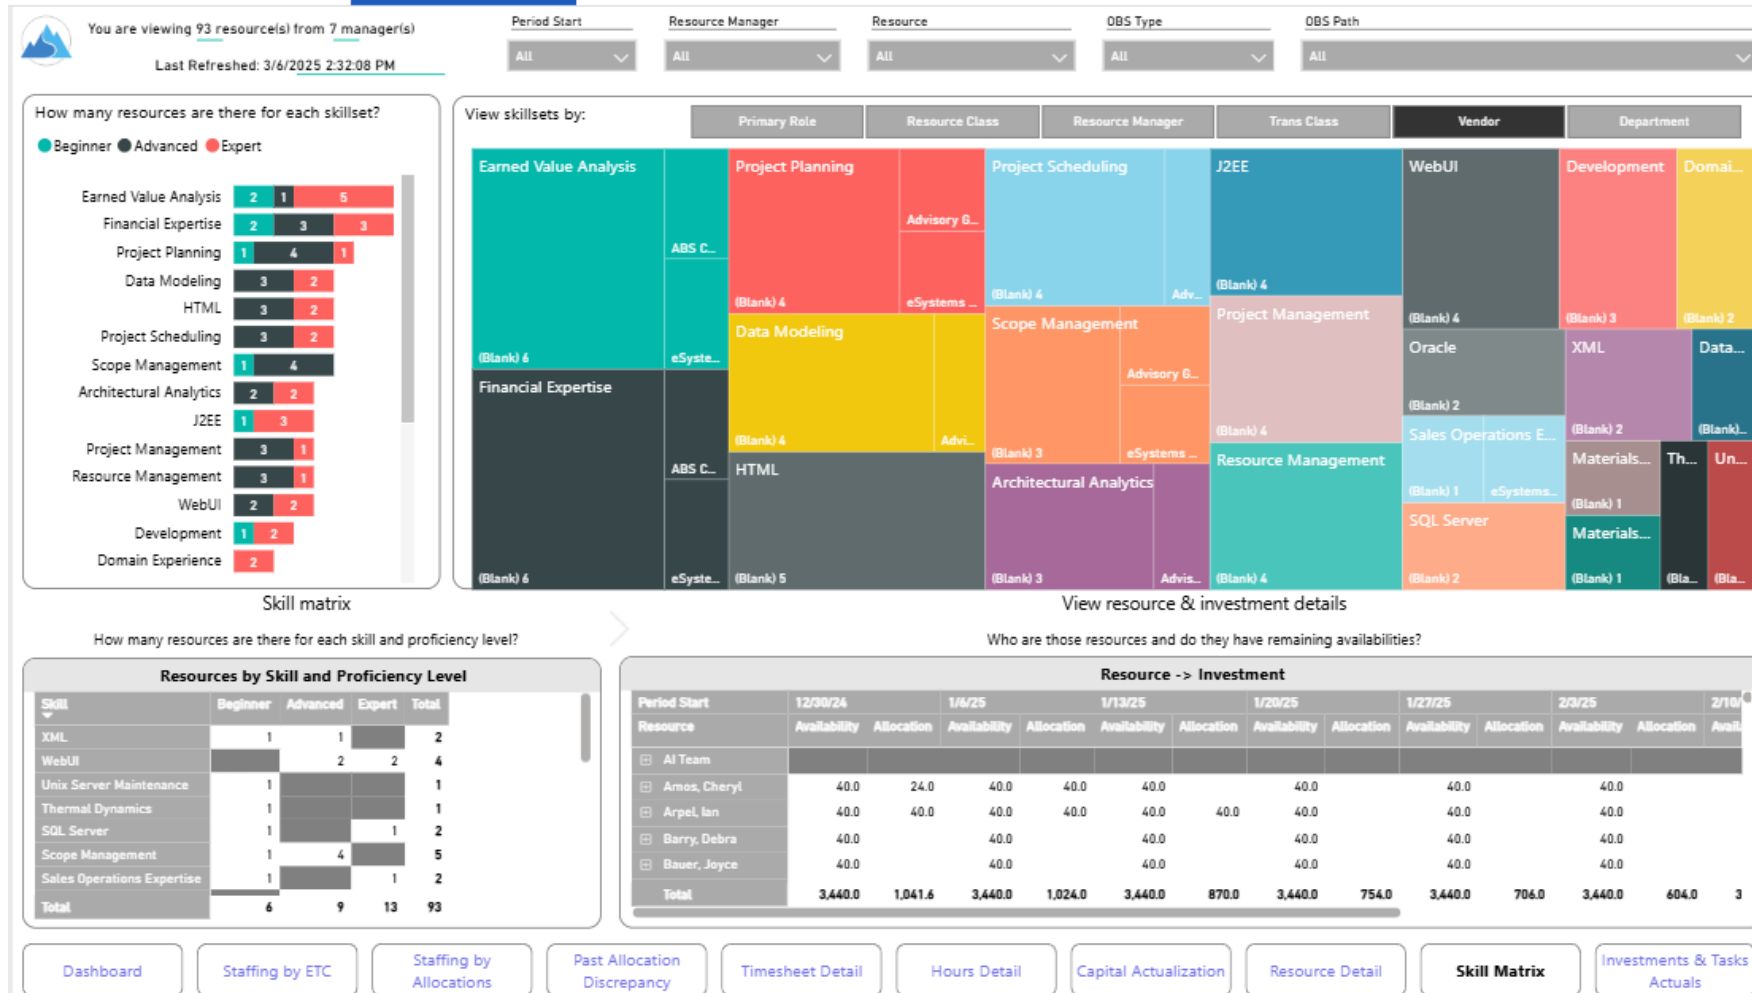 You are viewing 93 resource(s) from 7 manager(s)
Last Refreshed: 3/6/2025 2:32:08 PM
Period Start
Resource Manager
Resource
OBS Type
OBS Path
All
All
All
All
All
How many resources are there for each skillset?
Beginner Advanced Expert
Earned Value Analysis 2 1 5
Financial Expertise 2 3 3
Project Planning 1 4 1
Data Modeling 3 2
HTML 3 2
Project Scheduling 3 2
Scope Management 1 4
Architectural Analytics 2 2
J2EE 1 3
Project Management 3 1
Resource Management 3 1
WebUI 2 2
Development 1 2
Domain Experience 2
View skillsets by:
Primary Role
Resource Class
Resource Manager
Trans Class
Vendor
Department
Earned Value Analysis
(Blank) 6
ABS C...
eSyste...
Financial Expertise
(Blank) 6
ABS C...
eSyste...
Project Planning
(Blank) 4
Advisory G...
eSystems ...
Data Modeling
(Blank) 4
Advi...
HTML
(Blank) 5
Project Scheduling
(Blank) 4
Adv...
Scope Management
(Blank) 3
Advisory G...
eSystems ...
Architectural Analytics
(Blank) 3
Advis...
J2EE
(Blank) 4
Project Management
(Blank) 4
Resource Management
(Blank) 4
WebUI
(Blank) 4
Oracle
(Blank) 2
Sales Operations E...
(Blank) 1
eSystems...
SQL Server
(Blank) 2
Development
(Blank) 3
Domai...
(Blank) 2
XML
(Blank) 2
Data...
(Blank)...
Materials...
(Blank) 1
Materials...
(Blank) 1
Th...
(Bla...
Un...
(Bla...
Skill matrix
How many resources are there for each skill and proficiency level?
Resources by Skill and Proficiency Level
Skill Beginner Advanced Expert Total
XML 1 1 2
WebUI 2 2 4
Unix Server Maintenance 1 1
Thermal Dynamics 1 1
SQL Server 1 1 2
Scope Management 1 4 5
Sales Operations Expertise 1 1 2
Total 6 9 13 93
View resource & investment details
Who are those resources and do they have remaining availabilities?
Resource -> Investment
Period Start 12/30/24 1/6/25 1/13/25 1/20/25 1/27/25 2/3/25 2/10/
Resource Availability Allocation Availability Allocation Availability Allocation Availability Allocation Availability Allocation Availability Allocation Avail
AI Team
Amos, Cheryl 40.0 24.0 40.0 40.0 40.0 40.0 40.0 40.0
Arpel, Ian 40.0 40.0 40.0 40.0 40.0 40.0 40.0 40.0 40.0
Barry, Debra 40.0 40.0 40.0 40.0 40.0 40.0
Bauer, Joyce 40.0 40.0 40.0 40.0 40.0 40.0
Total 3,440.0 1,041.6 3,440.0 1,024.0 3,440.0 870.0 3,440.0 754.0 3,440.0 706.0 3,440.0 604.0 3
Dashboard
Staffing by ETC
Staffing by
Allocations
Past Allocation
Discrepancy
Timesheet Detail
Hours Detail
Capital Actualization
Resource Detail
Skill Matrix
Investments & Tasks
Actuals